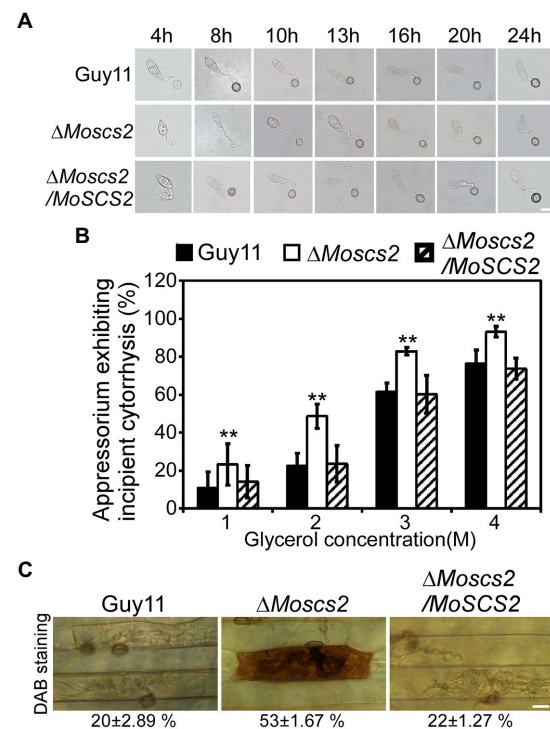 A
4h 8h 10h 13h 16h 20h 24h
Guy11
ΔMoscs2
ΔMoscs2
/MoSCS2
B
Guy11 ΔMoscs2 ΔMoscs2
/MoSCS2
Appressorium exhibiting
incipient cytorrhysis (%)
120
100
80
60
40
20
0
** ** ** **
1 2 3 4
Glycerol concentration(M)
C
Guy11 ΔMoscs2 ΔMoscs2
/MoSCS2
DAB staining
20±2.89 % 53±1.67 % 22±1.27 %